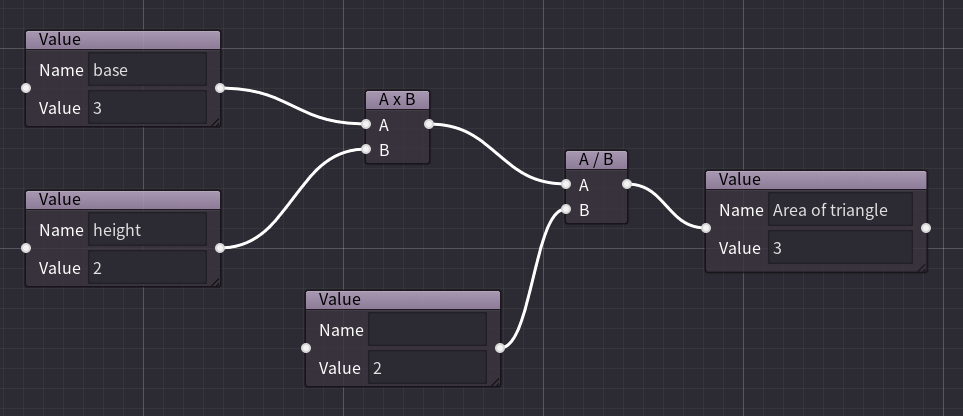 Value
Name base
Value 3
A x B
A
B
Value
Name height
Value 2
A / B
A
B
Value
Name Area of triangle
Value 3
Value
Name
Value 2